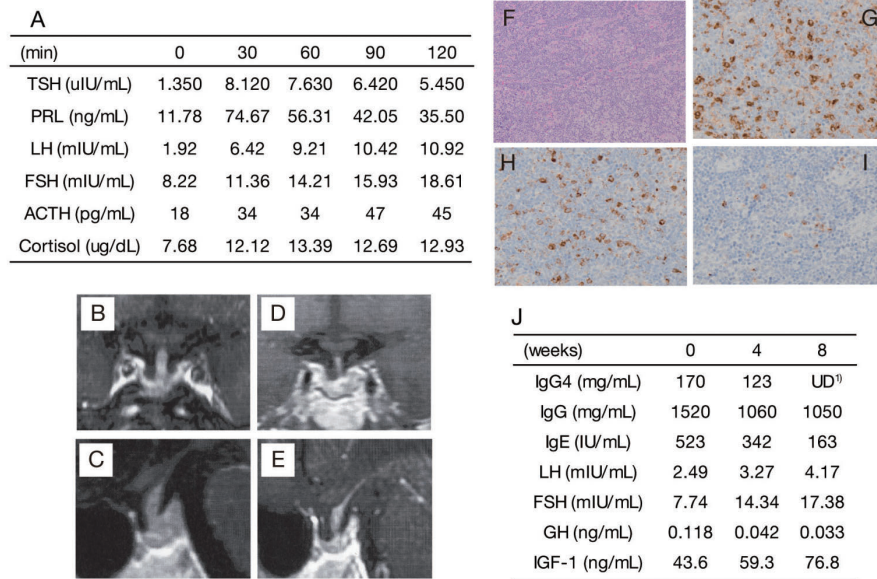 A
(min) 0 30 60 90 120
TSH (uIU/mL) 1.350 8.120 7.630 6.420 5.450
PRL (ng/mL) 11.78 74.67 56.31 42.05 35.50
LH (mIU/mL) 1.92 6.42 9.21 10.42 10.92
FSH (mIU/mL) 8.22 11.36 14.21 15.93 18.61
ACTH (pg/mL) 18 34 34 47 45
Cortisol (ug/dL) 7.68 12.12 13.39 12.69 12.93
B
D
C
E
F
G
H
I
J
(weeks) 0 4 8
IgG4 (mg/mL) 170 123 UD¹⁾
IgG (mg/mL) 1520 1060 1050
IgE (IU/mL) 523 342 163
LH (mIU/mL) 2.49 3.27 4.17
FSH (mIU/mL) 7.74 14.34 17.38
GH (ng/mL) 0.118 0.042 0.033
IGF-1 (ng/mL) 43.6 59.3 76.8